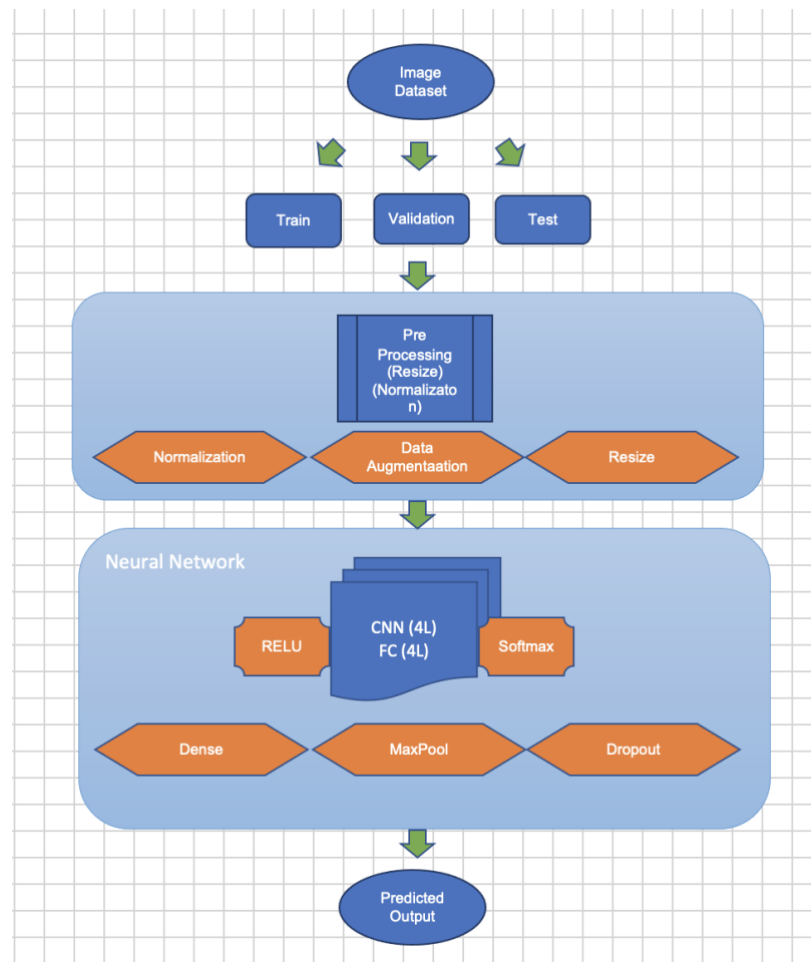 Image
Dataset
Train
Validation
Test
Pre
Processing
(Resize)
(Normalizato
n)
Normalization
Data
Augmentaation
Resize
Neural Network
RELU
CNN (4L)
FC (4L)
Softmax
Dense
MaxPool
Dropout
Predicted
Output